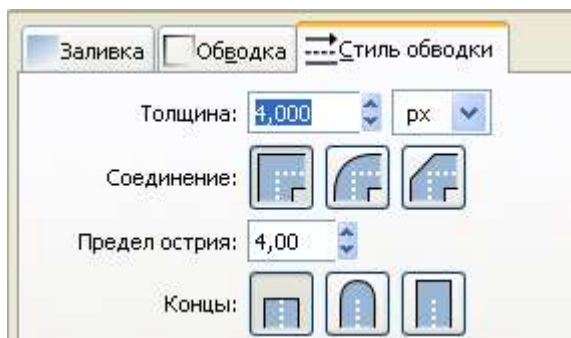 Заливка Обводка Стиль обводки
Толщина: 4,000 px
Соединение:
Предел острия: 4,00
Концы: